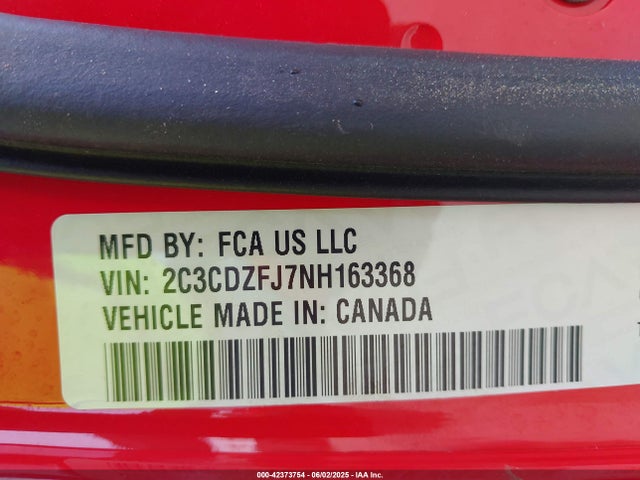 MFD BY: FCA US LLC
VIN: 2C3CDZFJ7NH163368
VEHICLE MADE IN: CANADA
000-42373754 - 06/02/2025 - IAA Inc.